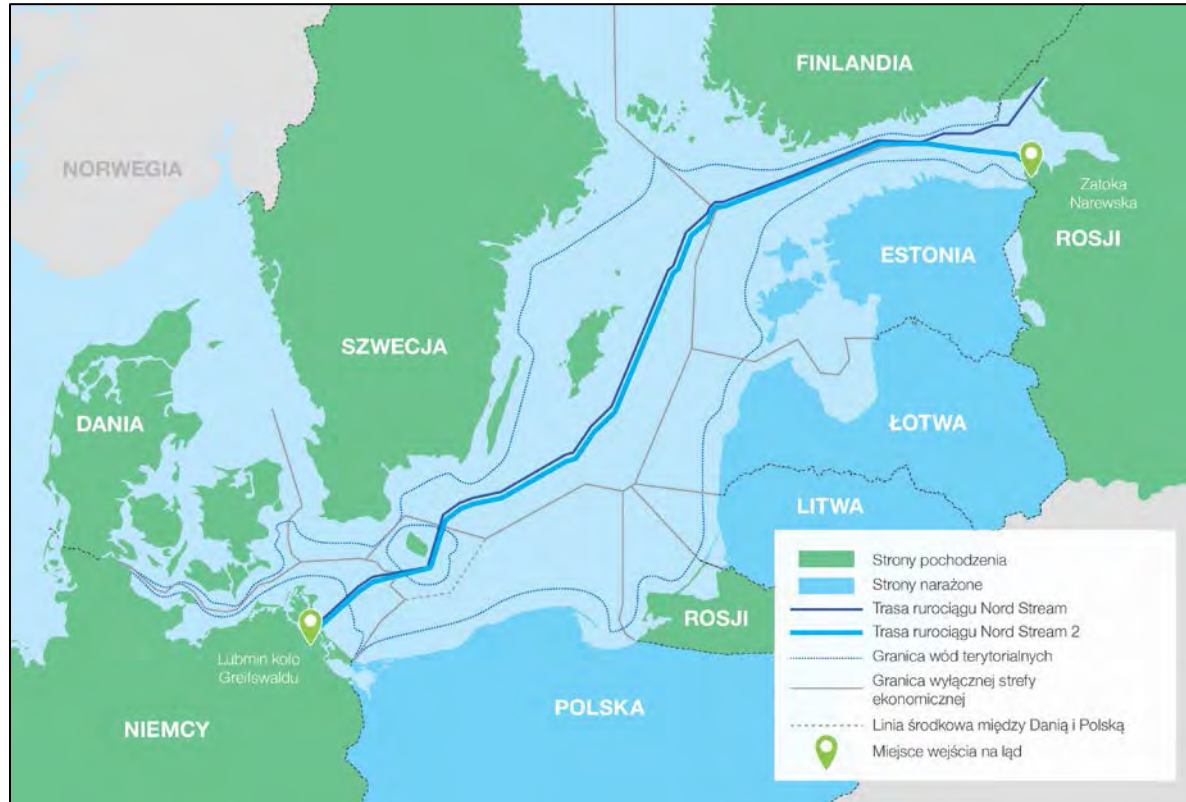 FINLANDIA
NORWEGIA
Zatoka
Narewska
ROSJI
ESTONIA
SZWECJA
DANIA
ŁOTWA
LITWA
ROSJI
Lubmin koło
Greifswaldu
POLSKA
NIEMCY
Strony pochodzenia
Strony narażone
Trasa rurociągu Nord Stream
Trasa rurociągu Nord Stream 2
Granica wód terytorialnych
Granica wyłącznej strefy
ekonomicznej
Linia środkowa między Danią i Polską
Miejsce wejścia na ląd